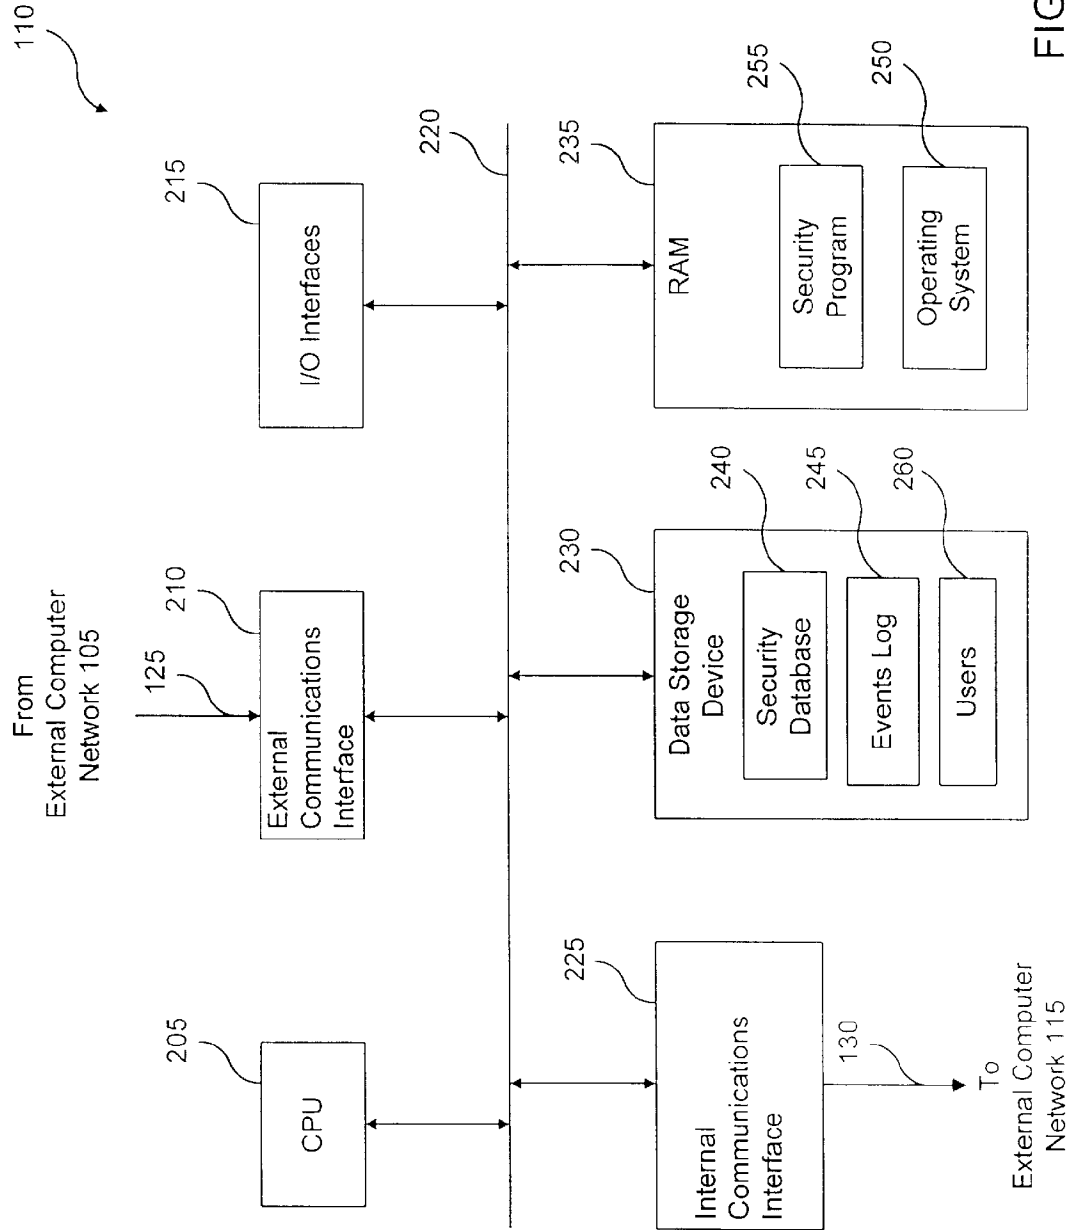 110
From
External Computer
Network 105
125
205
CPU
210
External
Communications
Interface
215
I/O Interfaces
220
225
Internal
Communications
Interface
130
To
External Computer
Network 115
230
Data Storage
Device
240
Security
Database
245
Events Log
260
Users
235
RAM
255
Security
Program
250
Operating
System
FIG